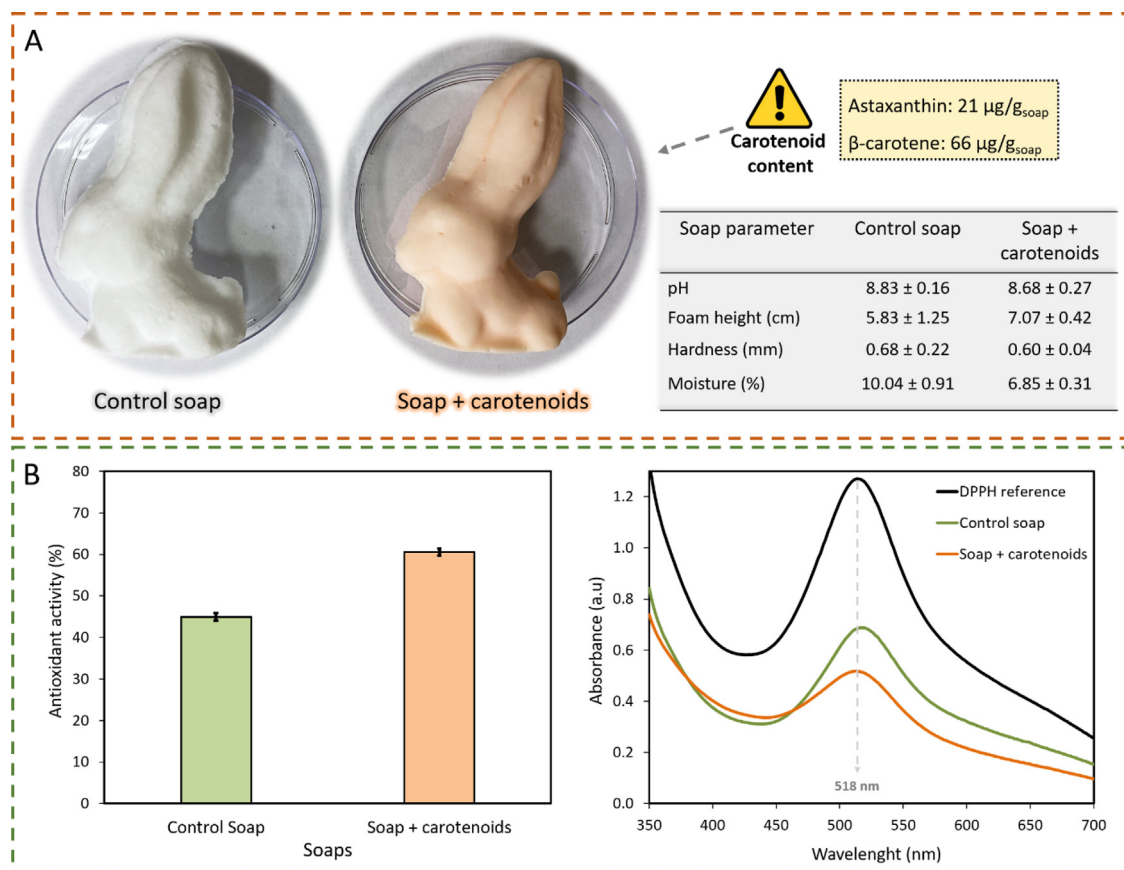 A
Control soap
Soap + carotenoids
Carotenoid
content
Astaxanthin: 21 µg/gsoap
β-carotene: 66 µg/gsoap
Soap parameter Control soap Soap +
carotenoids
pH 8.83 ± 0.16 8.68 ± 0.27
Foam height (cm) 5.83 ± 1.25 7.07 ± 0.42
Hardness (mm) 0.68 ± 0.22 0.60 ± 0.04
Moisture (%) 10.04 ± 0.91 6.85 ± 0.31
B
Antioxidant activity (%)
80
70
60
50
40
30
20
10
0
Control Soap
Soap + carotenoids
Soaps
Absorbance (a.u)
1.2
1.0
0.8
0.6
0.4
0.2
0.0
DPPH reference
Control soap
Soap + carotenoids
518 nm
350 400 450 500 550 600 650 700
Wavelenght (nm)